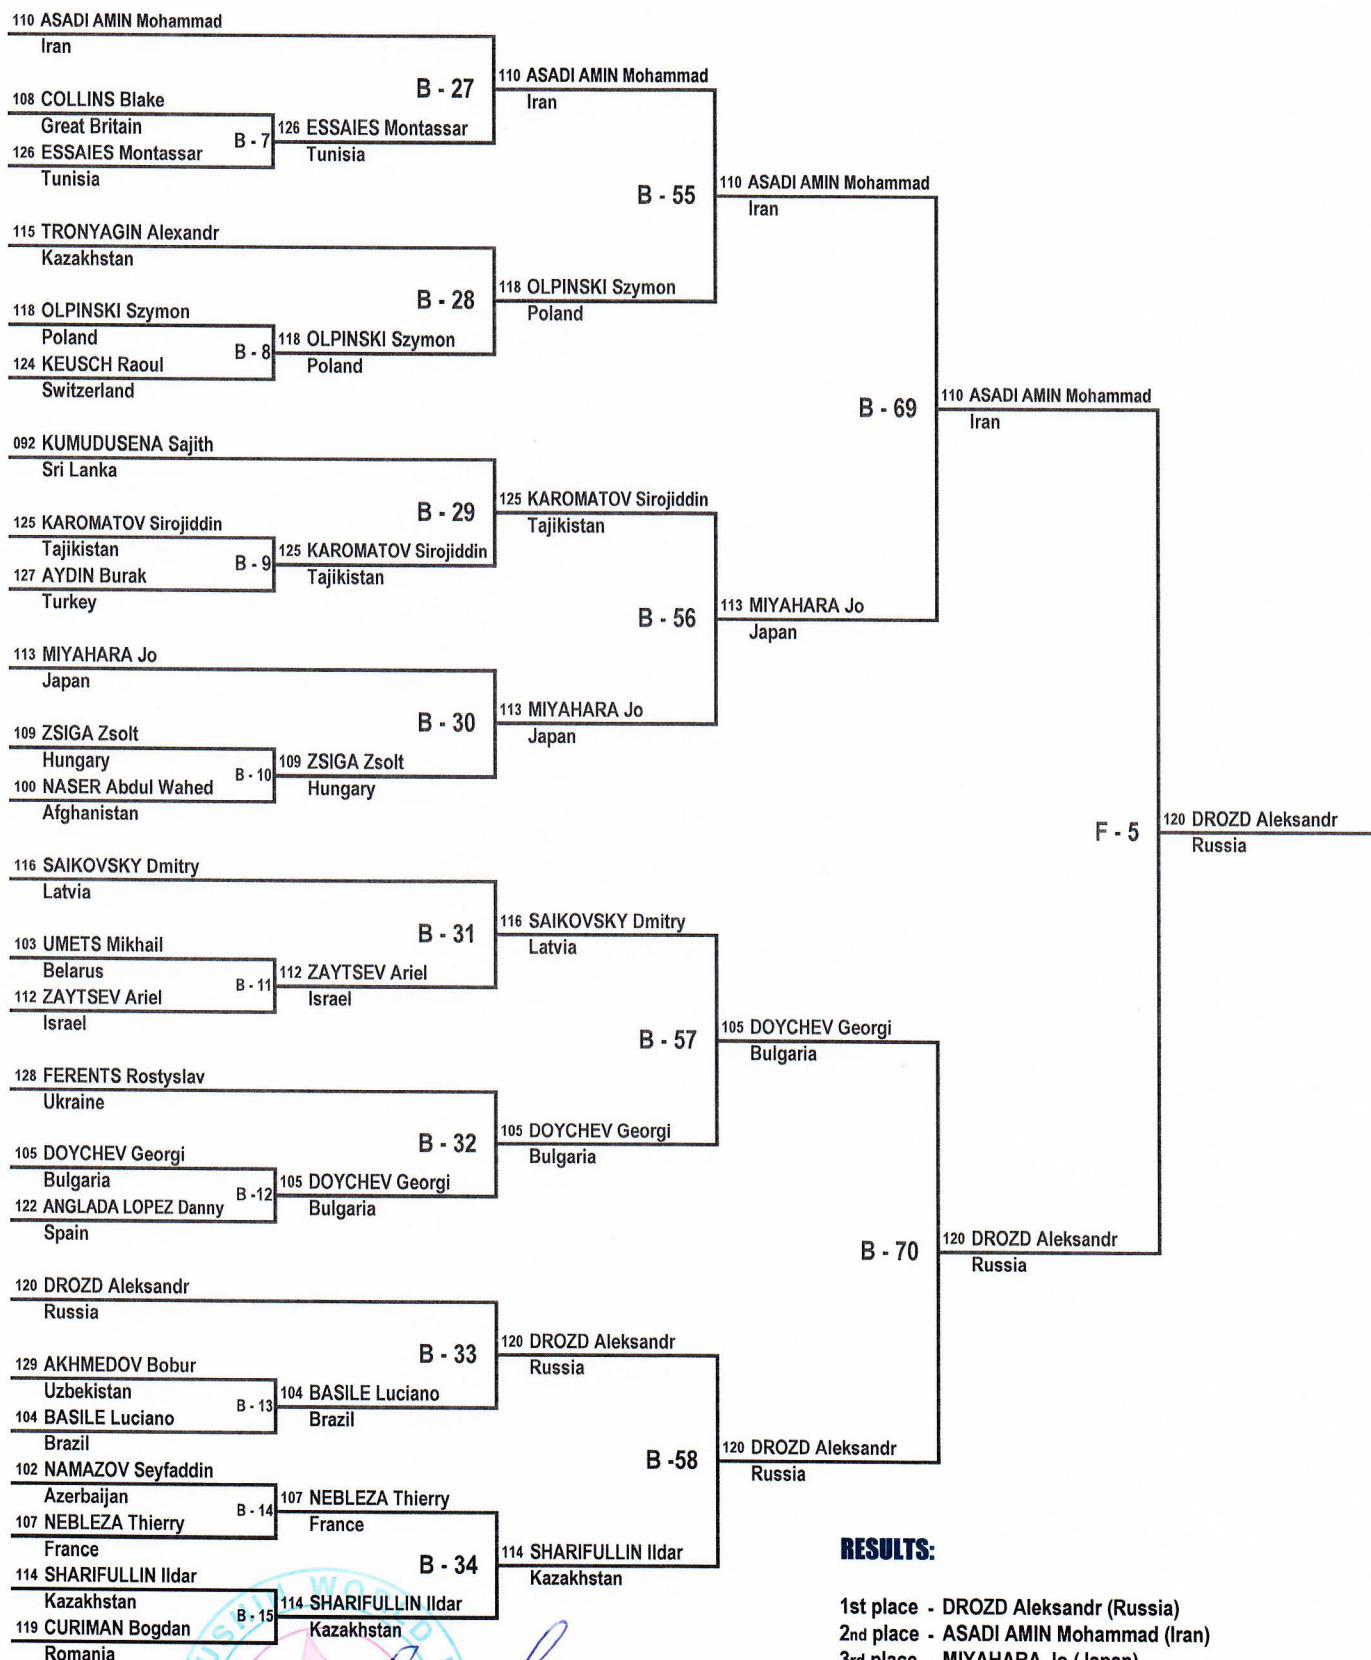 110 ASADI AMIN Mohammad
Iran
B - 27
110 ASADI AMIN Mohammad
Iran
108 COLLINS Blake
Great Britain
B - 7
126 ESSAIES Montassar
Tunisia
126 ESSAIES Montassar
Tunisia
B - 55
110 ASADI AMIN Mohammad
Iran
115 TRONYAGIN Alexandr
Kazakhstan
B - 28
118 OLPINSKI Szymon
Poland
118 OLPINSKI Szymon
Poland
B - 8
118 OLPINSKI Szymon
Poland
124 KEUSCH Raoul
Switzerland
B - 69
110 ASADI AMIN Mohammad
Iran
092 KUMUDUSENA Sajith
Sri Lanka
B - 29
125 KAROMATOV Sirojiddin
Tajikistan
125 KAROMATOV Sirojiddin
Tajikistan
B - 9
125 KAROMATOV Sirojiddin
Tajikistan
127 AYDIN Burak
Turkey
B - 56
113 MIYAHARA Jo
Japan
113 MIYAHARA Jo
Japan
B - 30
113 MIYAHARA Jo
Japan
109 ZSIGA Zsolt
Hungary
B - 10
109 ZSIGA Zsolt
Hungary
100 NASER Abdul Wahed
Afghanistan
F - 5
120 DROZD Aleksandr
Russia
116 SAIKOVSKY Dmitry
Latvia
B - 31
116 SAIKOVSKY Dmitry
Latvia
103 UMETS Mikhail
Belarus
B - 11
112 ZAYTSEV Ariel
Israel
112 ZAYTSEV Ariel
Israel
B - 57
105 DOYCHEV Georgi
Bulgaria
128 FERENTS Rostyslav
Ukraine
B - 32
105 DOYCHEV Georgi
Bulgaria
105 DOYCHEV Georgi
Bulgaria
B -12
105 DOYCHEV Georgi
Bulgaria
122 ANGLADA LOPEZ Danny
Spain
B - 70
120 DROZD Aleksandr
Russia
120 DROZD Aleksandr
Russia
B - 33
120 DROZD Aleksandr
Russia
129 AKHMEDOV Bobur
Uzbekistan
B - 13
104 BASILE Luciano
Brazil
104 BASILE Luciano
Brazil
B -58
120 DROZD Aleksandr
Russia
102 NAMAZOV Seyfaddin
Azerbaijan
B - 14
107 NEBLEZA Thierry
France
107 NEBLEZA Thierry
France
B - 34
114 SHARIFULLIN Ildar
Kazakhstan
114 SHARIFULLIN Ildar
Kazakhstan
B - 15
114 SHARIFULLIN Ildar
Kazakhstan
119 CURIMAN Bogdan
Romania
WORLD
RESULTS:
1st place - DROZD Aleksandr (Russia)
2nd place - ASADI AMIN Mohammad (Iran)
3rd place - MIYAHARA Jo (Japan)